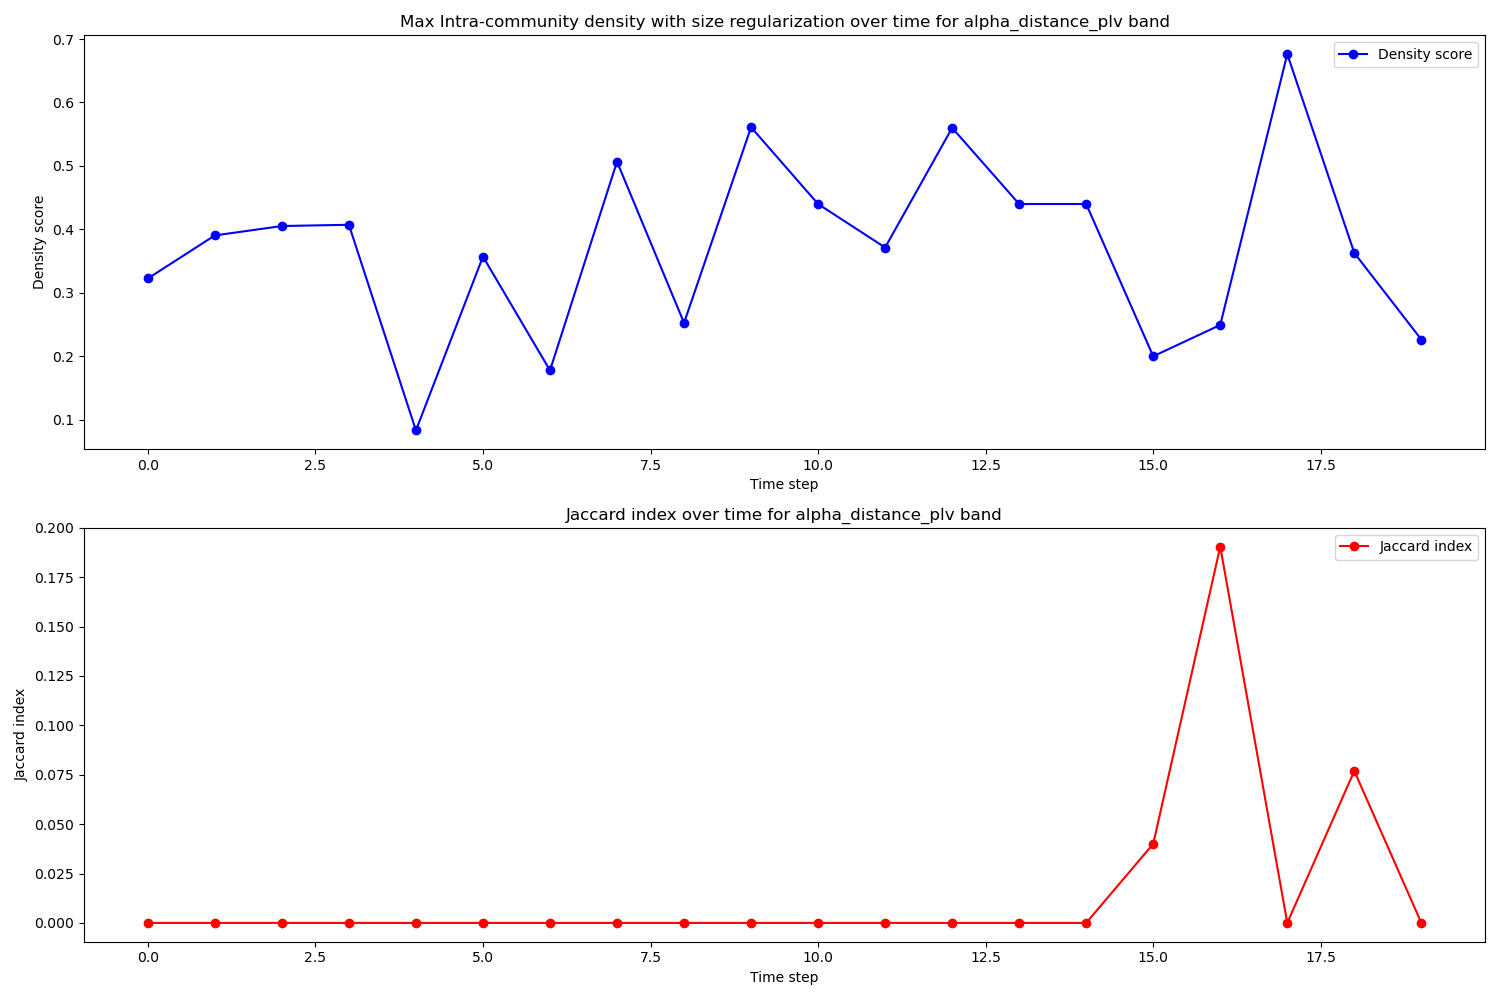 Max Intra-community density with size regularization over time for alpha_distance_plv band
Density score
0.7
0.6
0.5
0.4
0.3
0.2
0.1
Density score
0.0 2.5 5.0 7.5 10.0 12.5 15.0 17.5
Time step
Jaccard index over time for alpha_distance_plv band
Jaccard index
0.200
0.175
0.150
0.125
0.100
0.075
0.050
0.025
0.000
Jaccard index
0.0 2.5 5.0 7.5 10.0 12.5 15.0 17.5
Time step